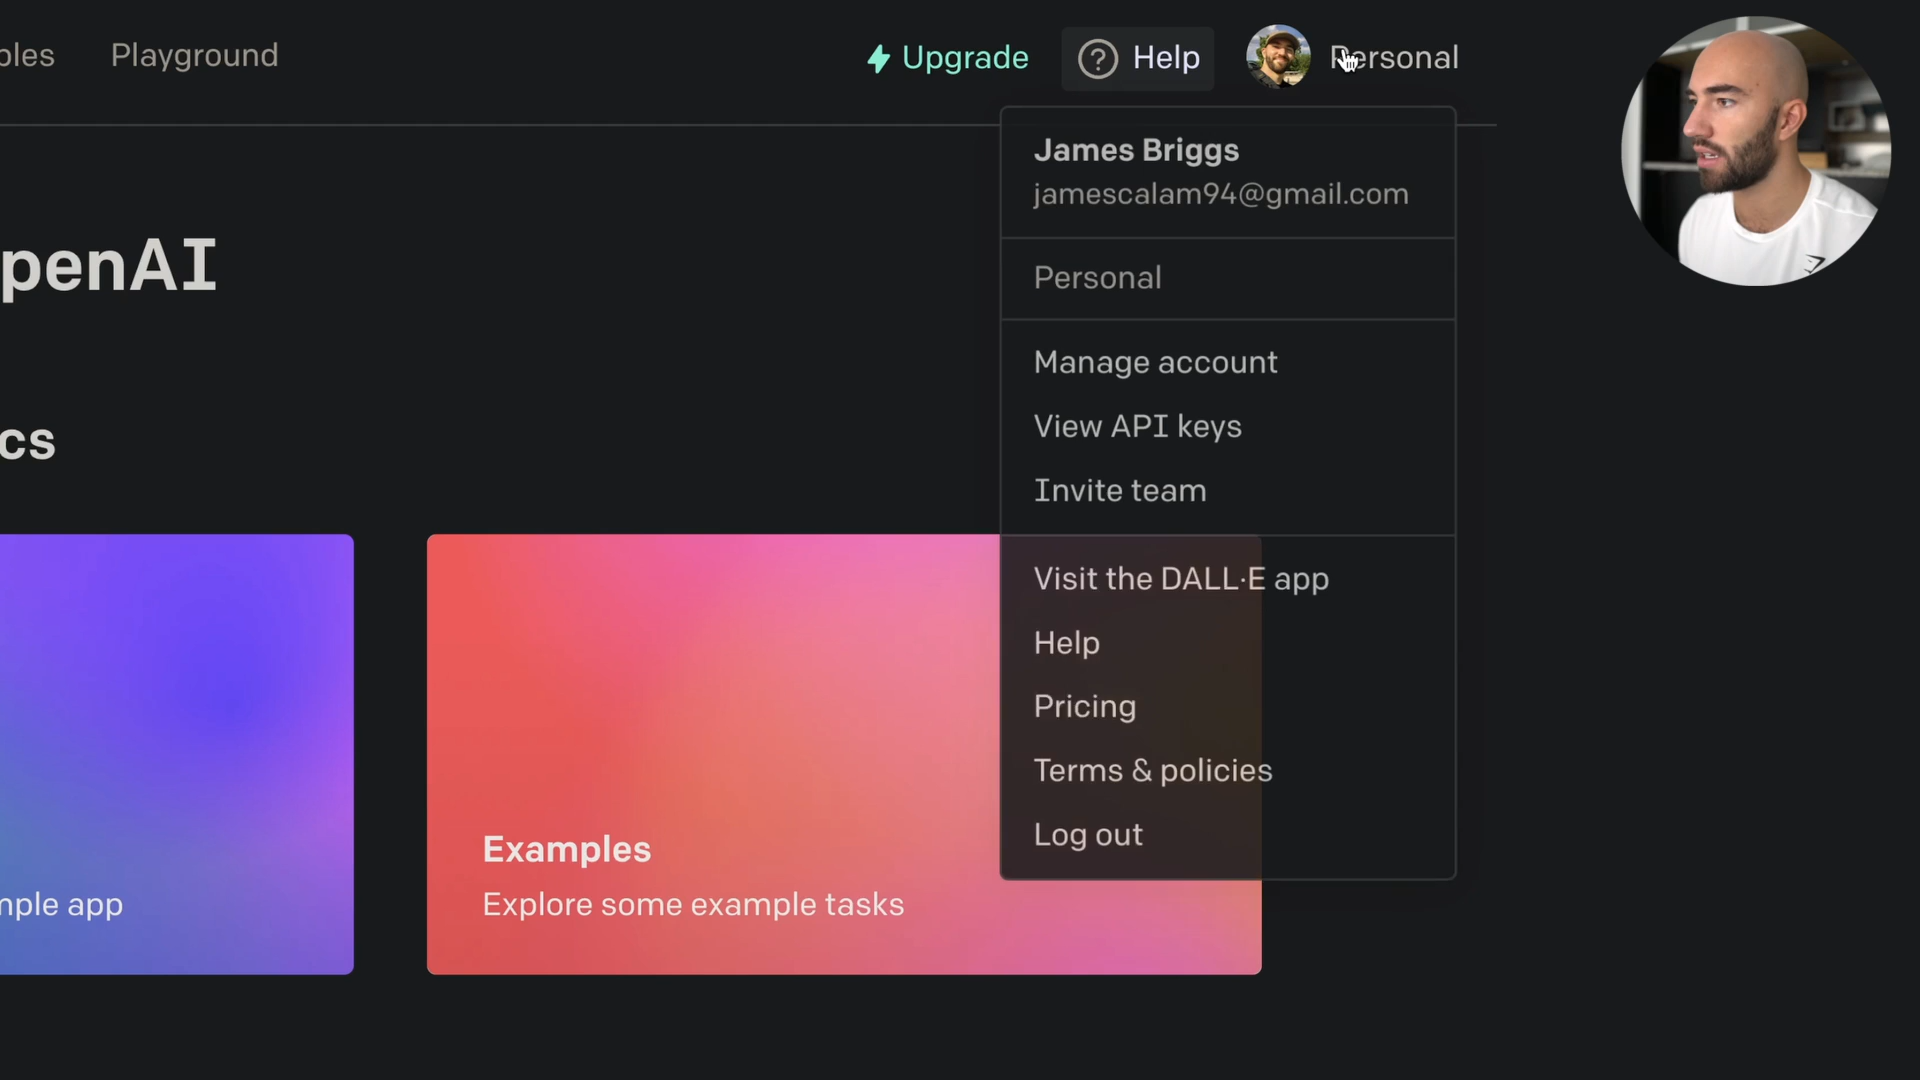 ples
Playground
Upgrade
Help
Personal
James Briggs
jamescalam94@gmail.com
penAI
Personal
Manage account
cs
View API keys
Invite team
Visit the DALL·E app
Help
Pricing
Terms & policies
Log out
Examples
mple app
Explore some example tasks